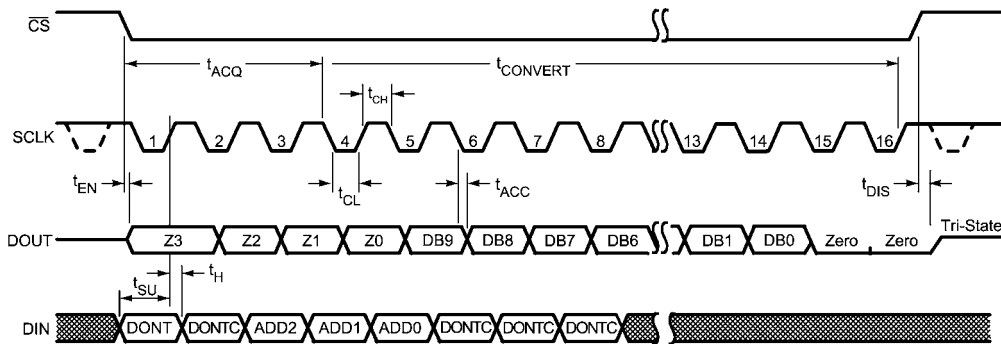 CS
tACQ
tCONVERT
tCH
SCLK
1 2 3 4 5 6 7 8 13 14 15 16
tEN
tCL
tACC
tDIS
DOUT
Z3 Z2 Z1 Z0 DB9 DB8 DB7 DB6 DB1 DB0 Zero Zero
Tri-State
tSU
tH
DIN
DONT DONTC ADD2 ADD1 ADD0 DONTC DONTC DONTC